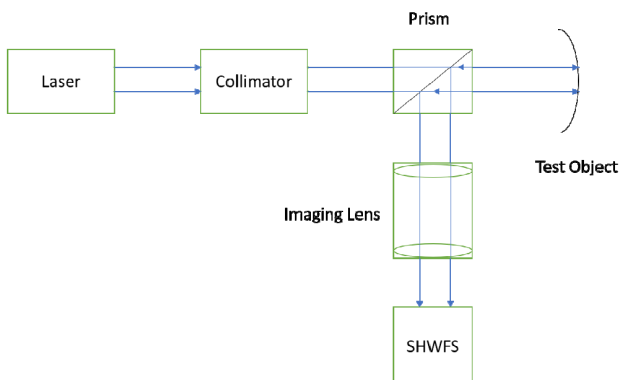 Prism
Laser
Collimator
Test Object
Imaging Lens
SHWFS